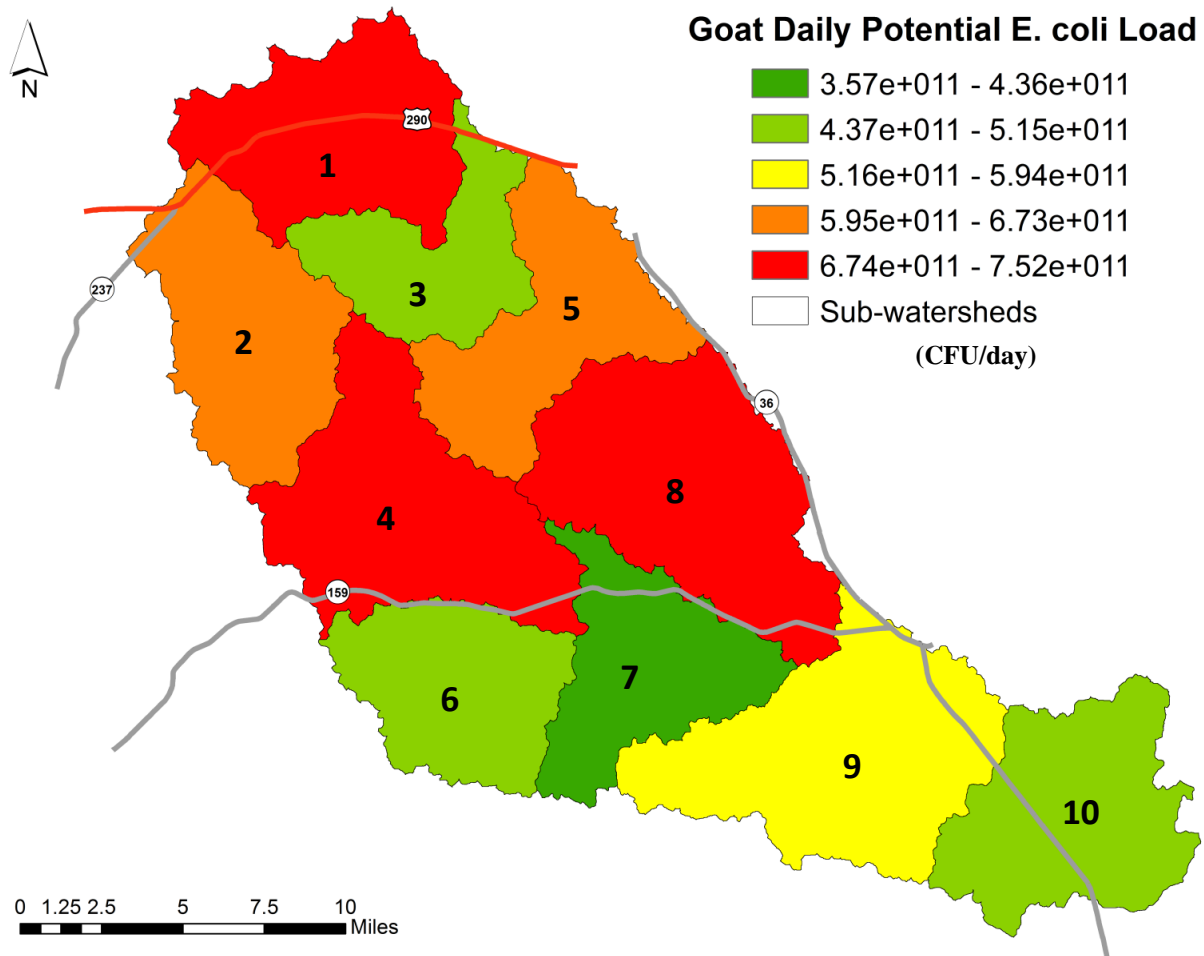 Goat Daily Potential E. coli Load
3.57e+011 - 4.36e+011
4.37e+011 - 5.15e+011
5.16e+011 - 5.94e+011
5.95e+011 - 6.73e+011
6.74e+011 - 7.52e+011
Sub-watersheds
(CFU/day)
N
290
1
237
3
5
2
36
8
4
159
7
6
9
10
0 1.25 2.5 5 7.5 10
Miles